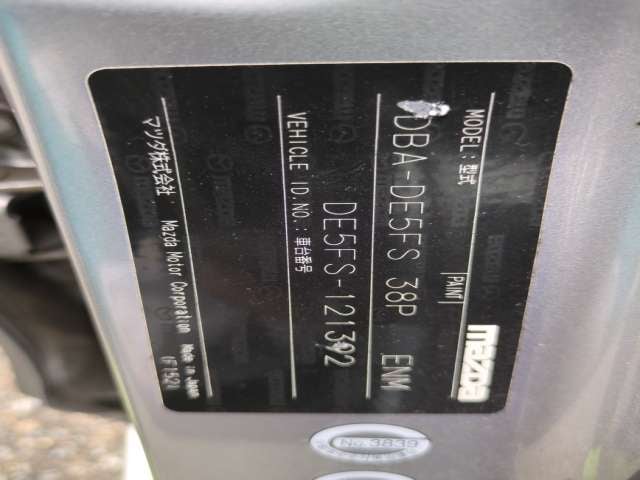 mazda
MODEL:型式 PAINT
DBA-DE5FS 38P ENM
VEHICLE ID.NO.:車台番号
DE5FS-121392
マツダ株式会社 Mazda Motor Corporation Made in Japan
(F152)
No.3839